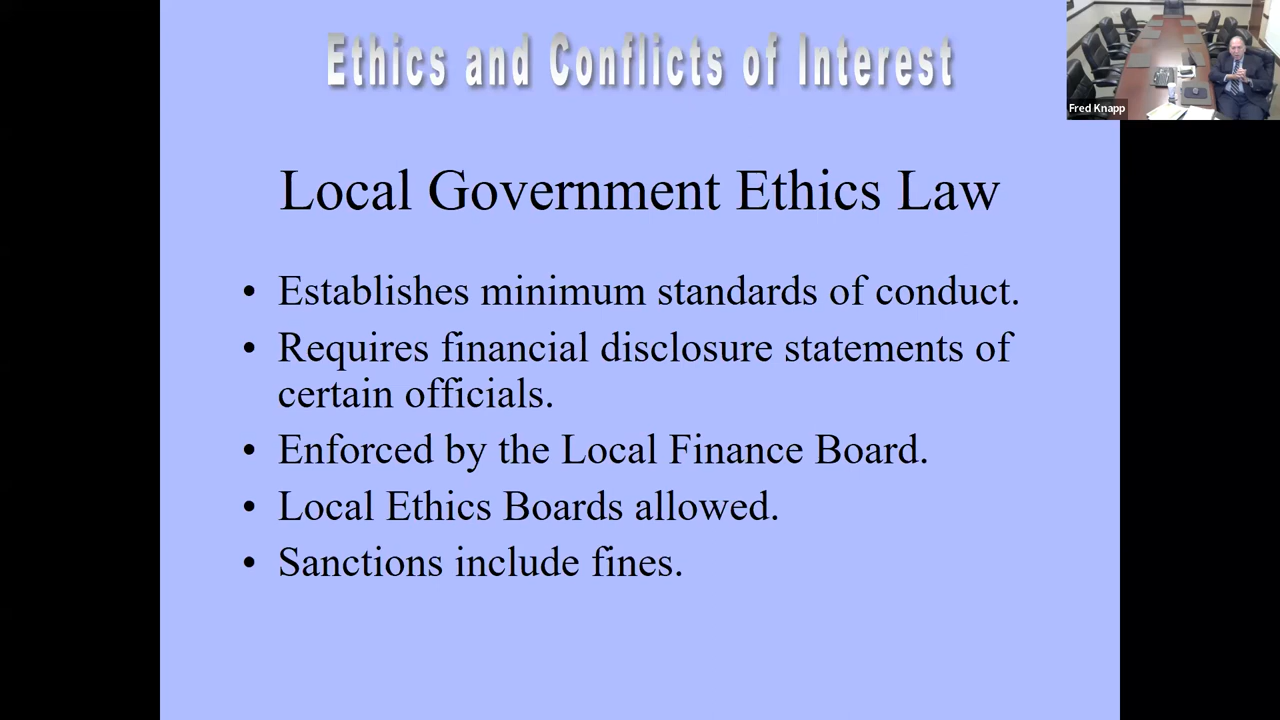 Ethics and Conflicts of Interest
Fred Knapp
Local Government Ethics Law
• Establishes minimum standards of conduct.
• Requires financial disclosure statements of
certain officials.
• Enforced by the Local Finance Board.
• Local Ethics Boards allowed.
• Sanctions include fines.